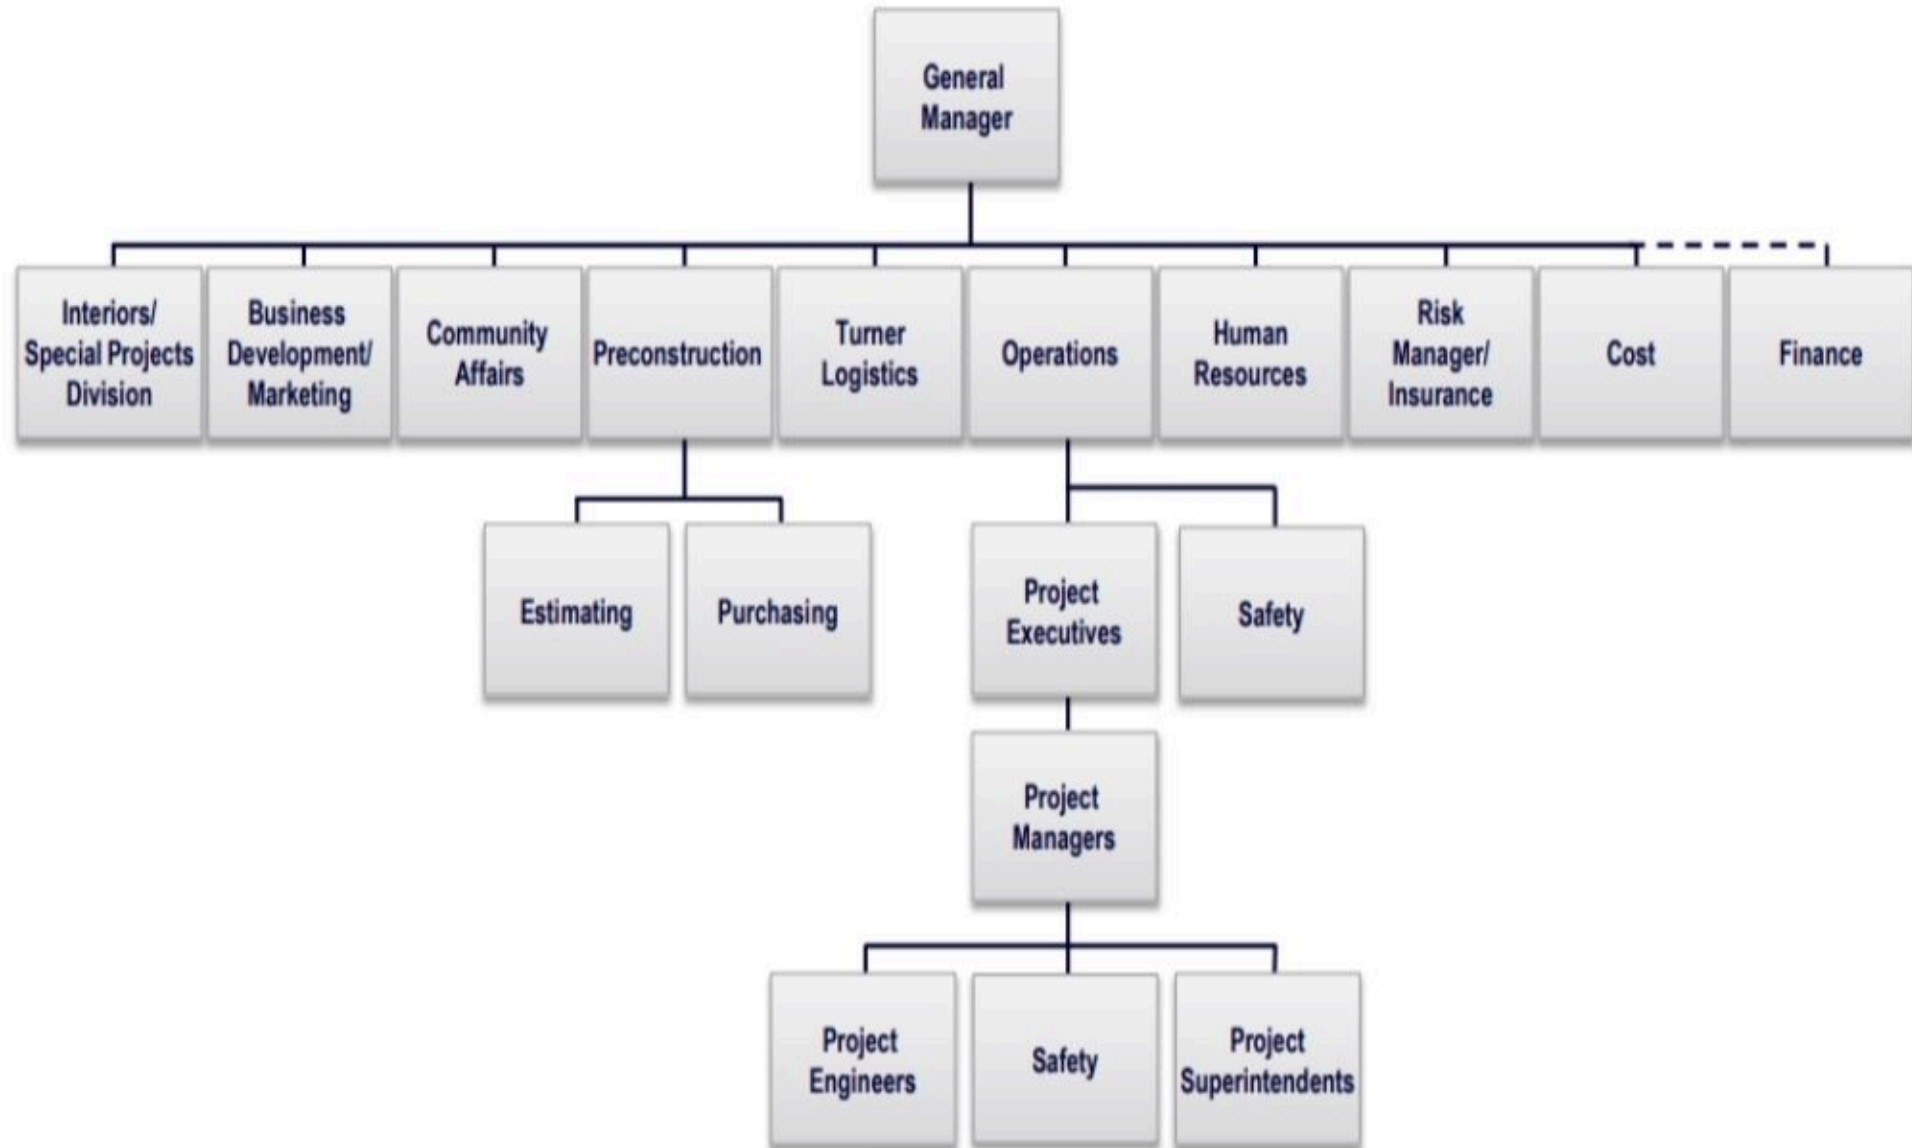 General
Manager
Interiors/
Special Projects
Division
Business
Development/
Marketing
Community
Affairs
Preconstruction
Turner
Logistics
Operations
Human
Resources
Risk
Manager/
Insurance
Cost
Finance
Estimating
Purchasing
Project
Executives
Safety
Project
Managers
Project
Engineers
Safety
Project
Superintendents